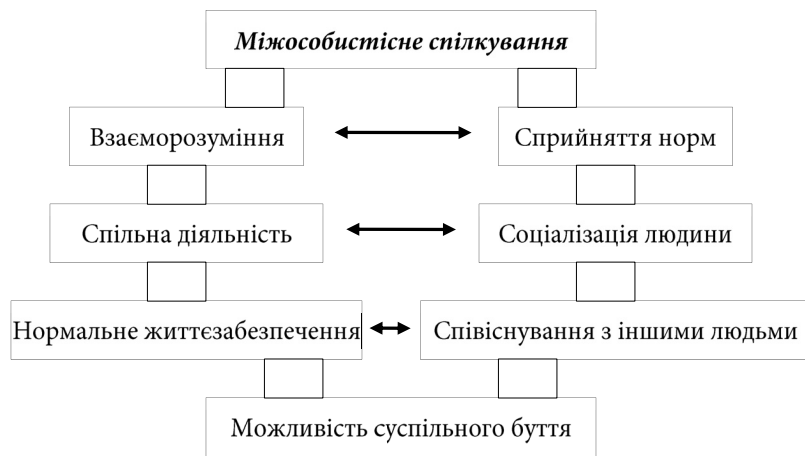 Міжособистісне спілкування
Взаєморозуміння
Сприйняття норм
Спільна діяльність
Соціалізація людини
Нормальне життєзабезпечення
Співіснування з іншими людьми
Можливість суспільного буття